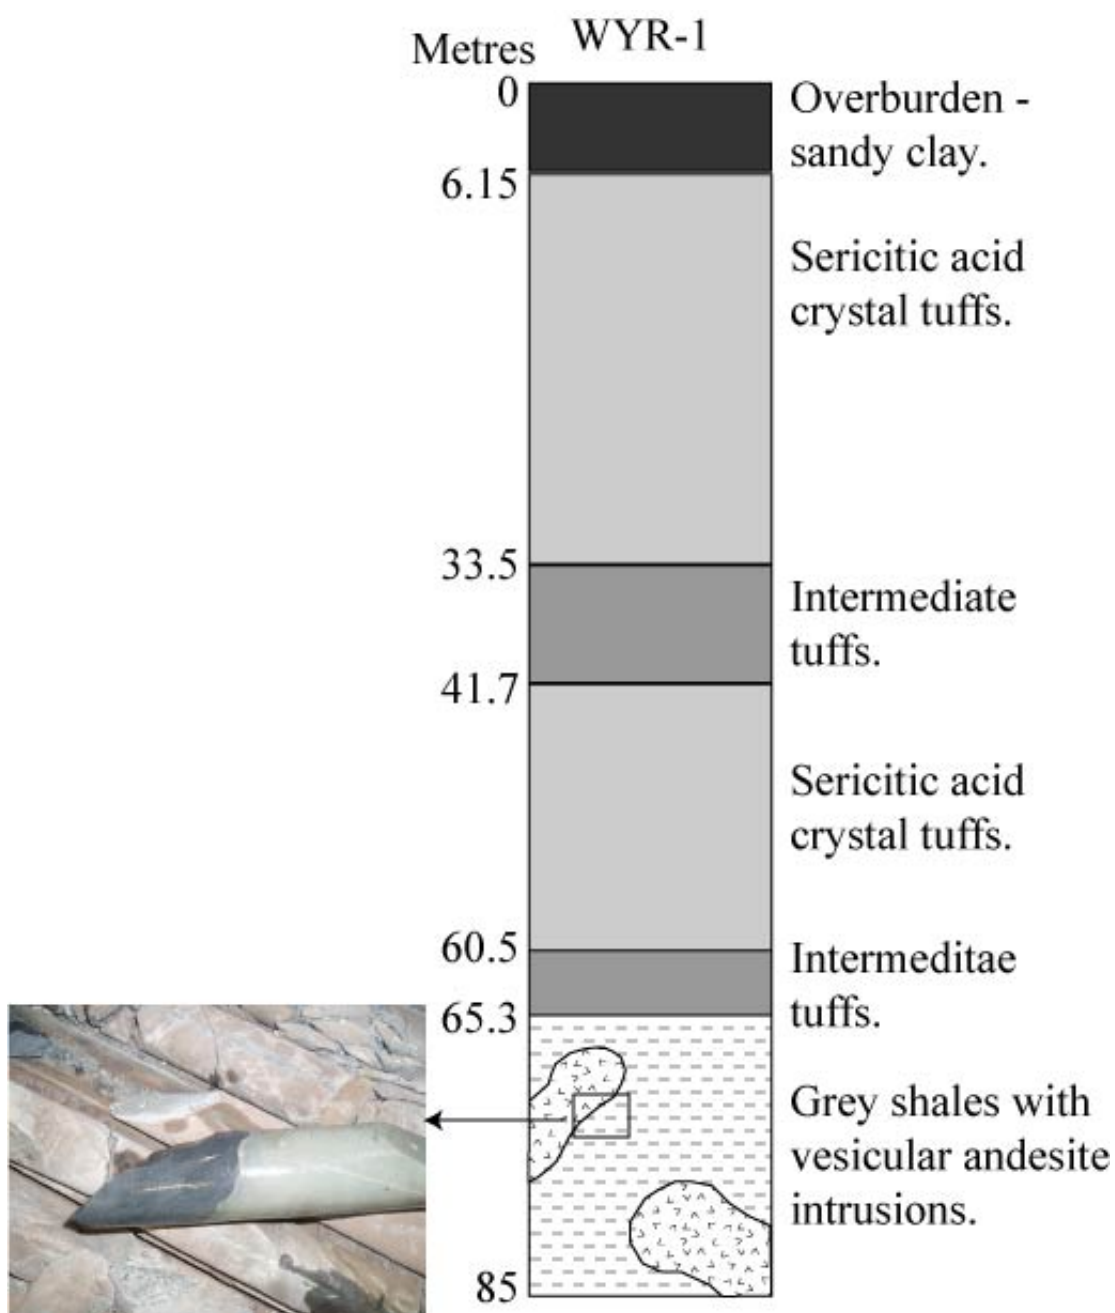 WYR-1
Metres
0
Overburden -
sandy clay.
6.15
Sericitic acid
crystal tuffs.
33.5
Intermediate
tuffs.
41.7
Sericitic acid
crystal tuffs.
60.5
Intermeditae
tuffs.
65.3
Grey shales with
vesicular andesite
intrusions.
85